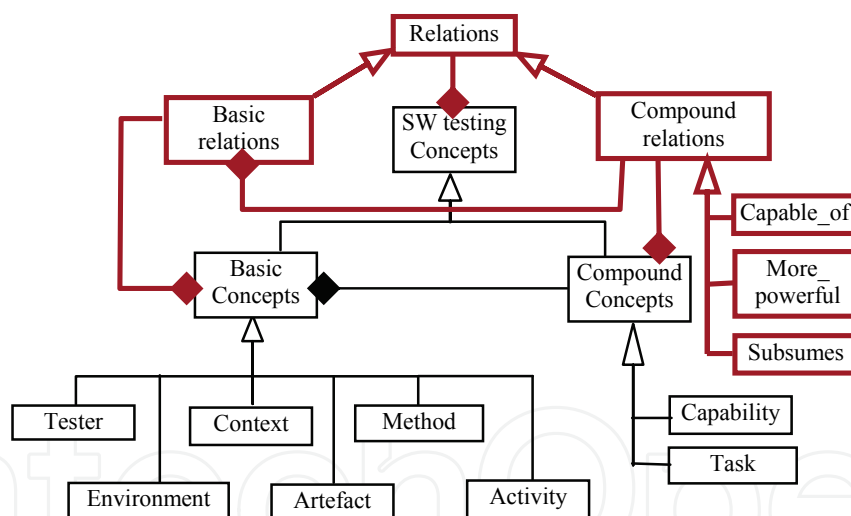 Relations
Basic
relations
SW testing
Concepts
Compound
relations
Capable_of
Basic
Concepts
Compound
Concepts
More_
powerful
Subsumes
Tester
Context
Method
Capability
Environment
Artefact
Activity
Task